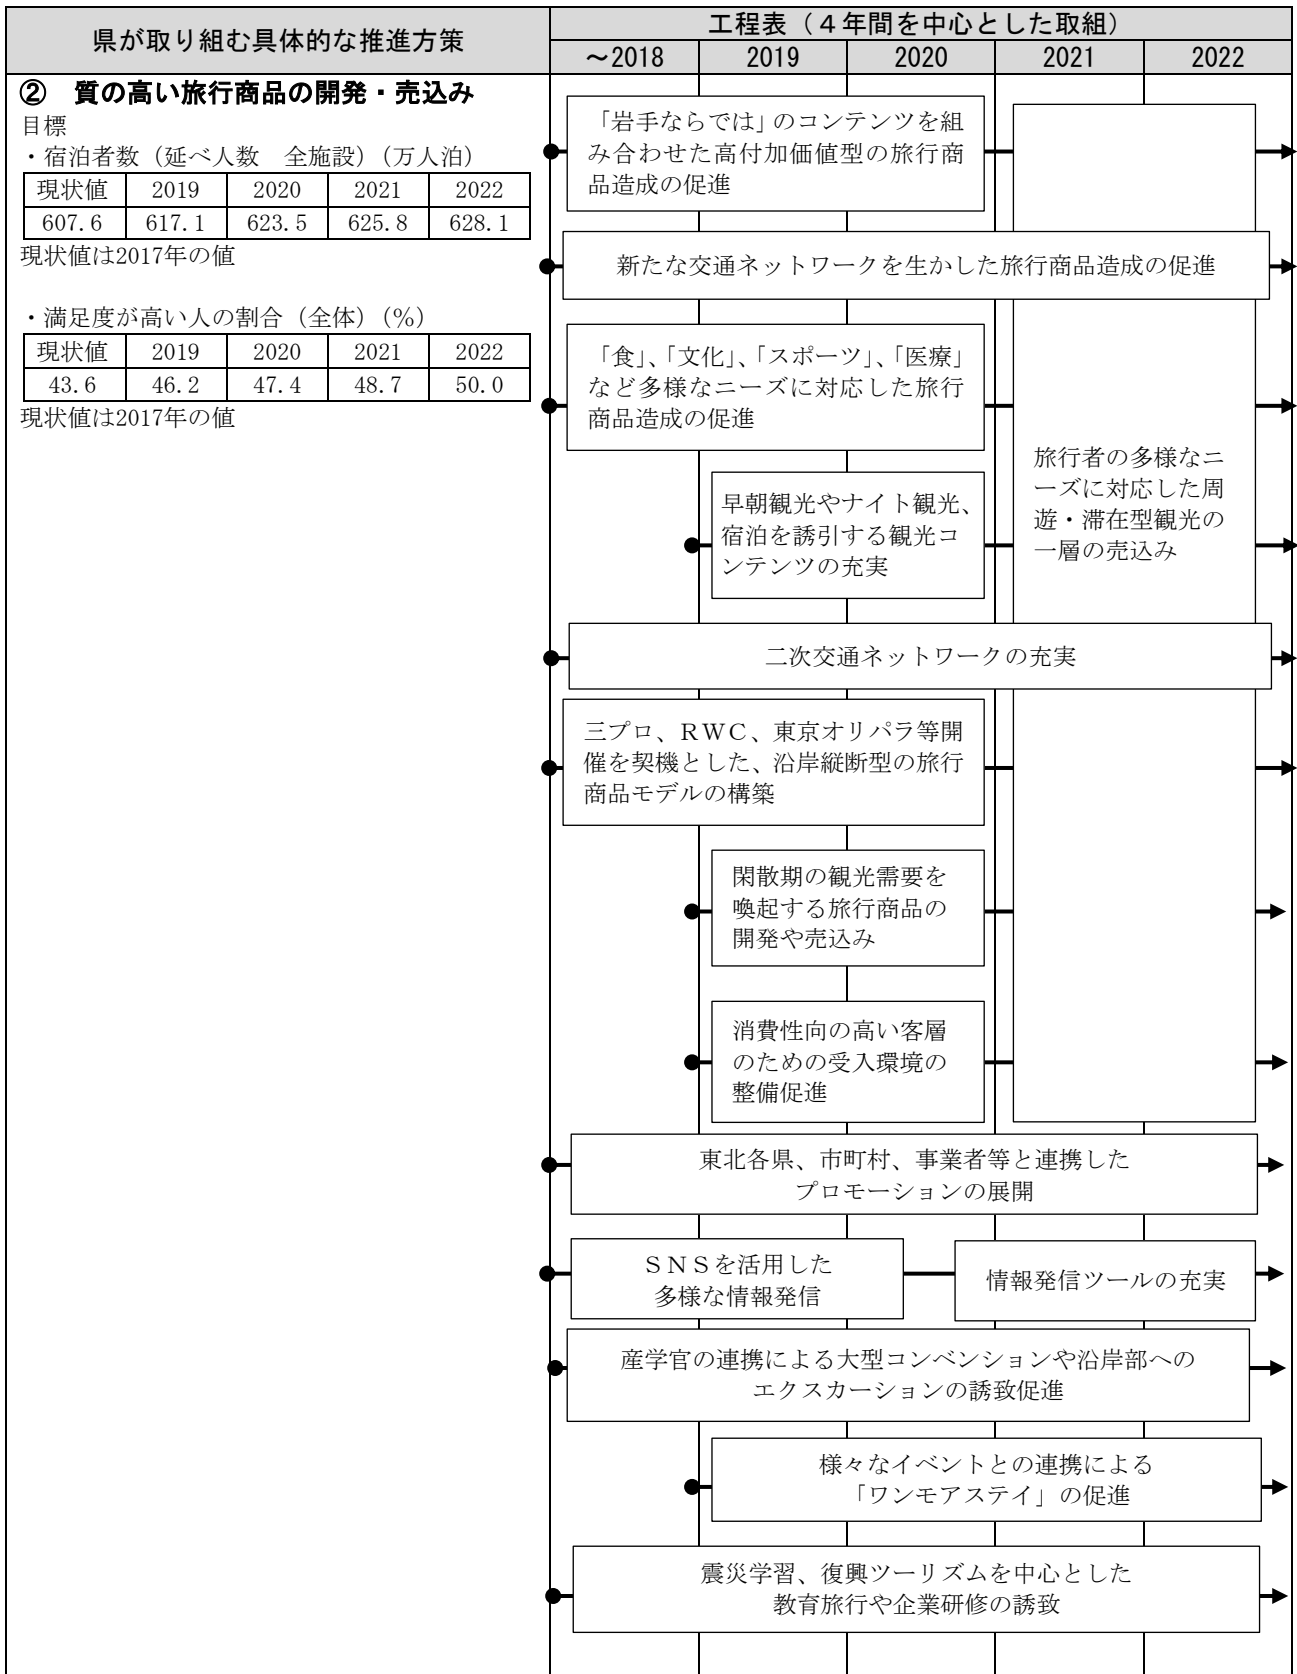 県が取り組む具体的な推進方策
工程表（４年間を中心とした取組）
～2018 2019 2020 2021 2022
② 質の高い旅行商品の開発・売込み
目標
・宿泊者数（延べ人数　全施設）（万人泊）
現状値 2019 2020 2021 2022
607.6 617.1 623.5 625.8 628.1
現状値は2017年の値
・満足度が高い人の割合（全体）（％）
現状値 2019 2020 2021 2022
43.6 46.2 47.4 48.7 50.0
現状値は2017年の値
「岩手ならでは」のコンテンツを組
み合わせた高付加価値型の旅行商
品造成の促進
新たな交通ネットワークを生かした旅行商品造成の促進
「食」、「文化」、「スポーツ」、「医療」
など多様なニーズに対応した旅行
商品造成の促進
早朝観光やナイト観光、
宿泊を誘引する観光コ
ンテンツの充実
旅行者の多様なニ
ーズに対応した周
遊・滞在型観光の
一層の売込み
二次交通ネットワークの充実
三プロ、ＲＷＣ、東京オリパラ等開
催を契機とした、沿岸縦断型の旅行
商品モデルの構築
閑散期の観光需要を
喚起する旅行商品の
開発や売込み
消費性向の高い客層
のための受入環境の
整備促進
東北各県、市町村、事業者等と連携した
プロモーションの展開
ＳＮＳを活用した
多様な情報発信
情報発信ツールの充実
産学官の連携による大型コンベンションや沿岸部への
エクスカーションの誘致促進
様々なイベントとの連携による
「ワンモアステイ」の促進
震災学習、復興ツーリズムを中心とした
教育旅行や企業研修の誘致